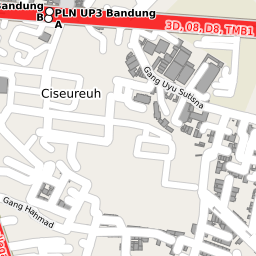 Bandung
B PLN UP3 Bandung
A
3D, 08, D8, TMB1
Gang Uyu Sutisna
Ciseureuh
Gang Hahmad